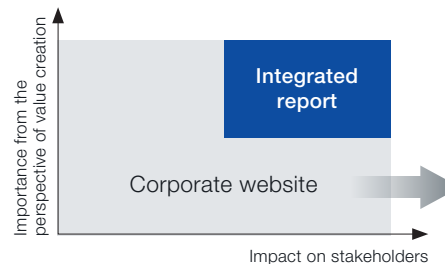 Importance from the
perspective of value creation
Integrated
report
Corporate website
Impact on stakeholders